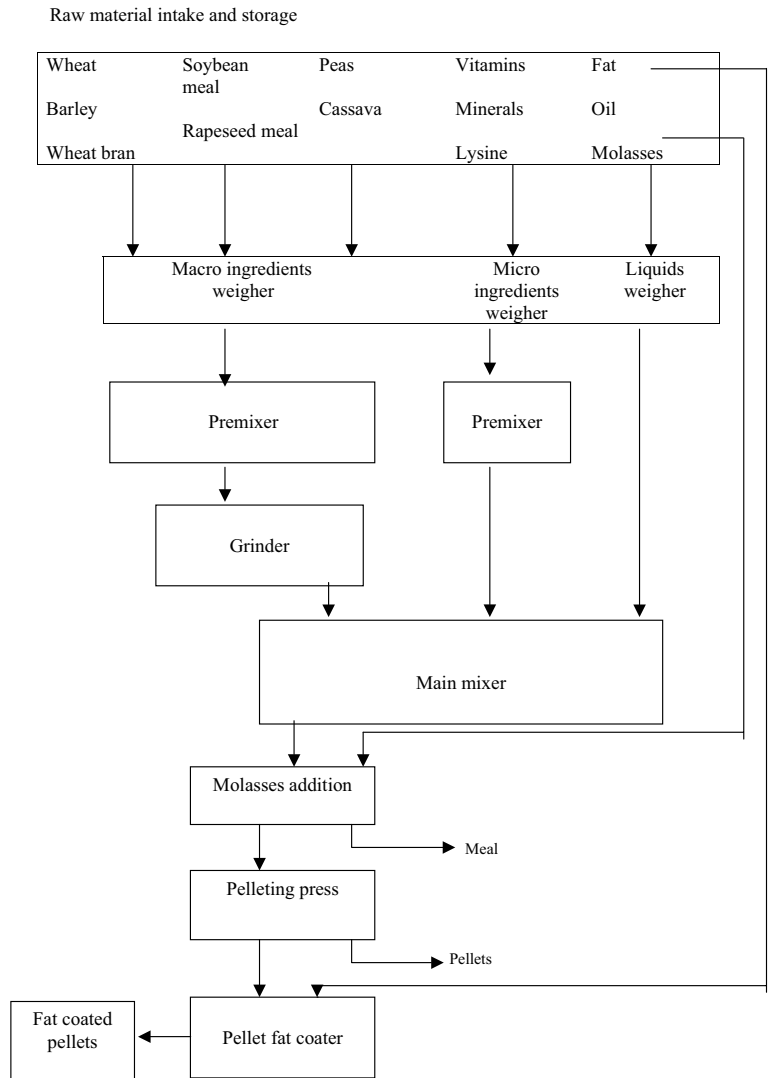 Raw material intake and storage
Wheat
Soybean
meal
Peas
Vitamins
Fat
Barley
Rapeseed meal
Cassava
Minerals
Oil
Wheat bran
Lysine
Molasses
Macro ingredients
weigher
Micro
ingredients
weigher
Liquids
weigher
Premixer
Premixer
Grinder
Main mixer
Molasses addition
Meal
Pelleting press
Pellets
Fat coated
pellets
Pellet fat coater